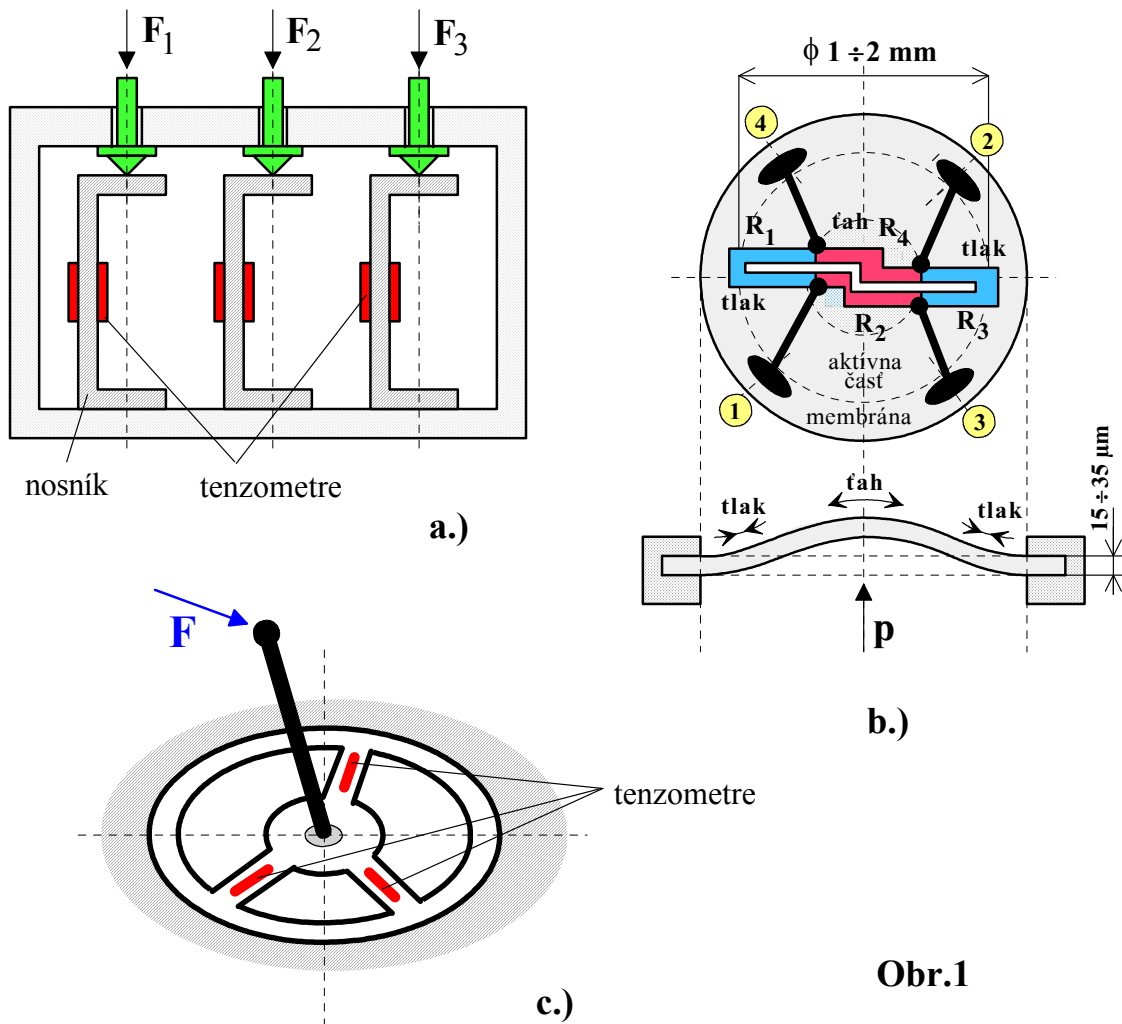 F1 F2 F3
nosník tenzometre
a.)
ϕ 1 ÷ 2 mm
4 2
R1 ťah R4 tlak
tlak R2 R3
aktívna
časť
membrána
1 3
tlak ťah tlak
15÷35 µm
p
b.)
F
tenzometre
c.)
Obr.1